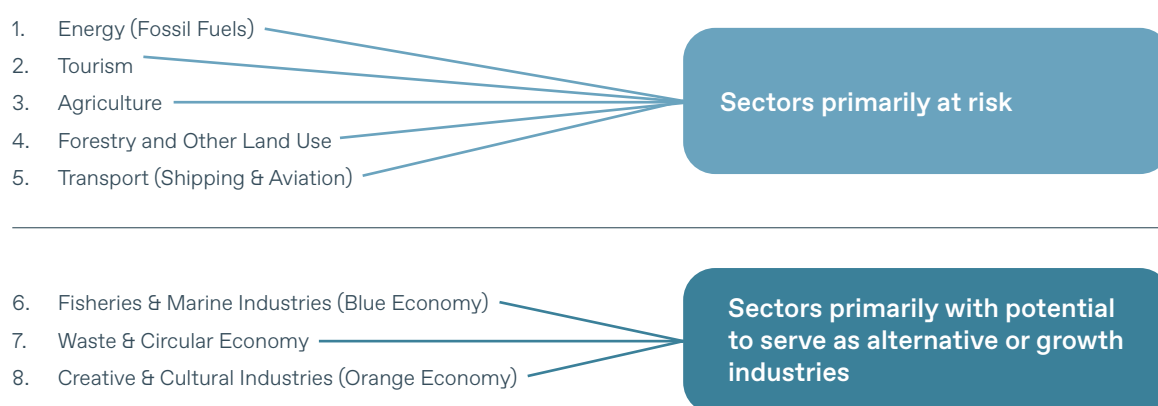 1. Energy (Fossil Fuels)
2. Tourism
3. Agriculture
4. Forestry and Other Land Use
5. Transport (Shipping & Aviation)
Sectors primarily at risk
6. Fisheries & Marine Industries (Blue Economy)
7. Waste & Circular Economy
8. Creative & Cultural Industries (Orange Economy)
Sectors primarily with potential
to serve as alternative or growth
industries